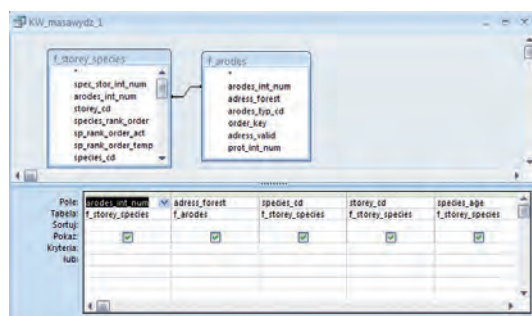 KW_masawydz_1
f_storey_species
*
spec_stor_int_num
arodes_int_num
storey_cd
species_rank_order
sp_rank_order_act
sp_rank_order_temp
species_cd
f_arodes
*
arodes_int_num
adress_forest
arodes_typ_cd
order_key
adress_valid
prot_int_num
Pole: arodes_int_num adress_forest species_cd storey_cd species_age
Tabela: f_storey_species f_arodes f_storey_species f_storey_species f_storey_species
Sortuj:
Pokaż:
Kryteria:
lub: